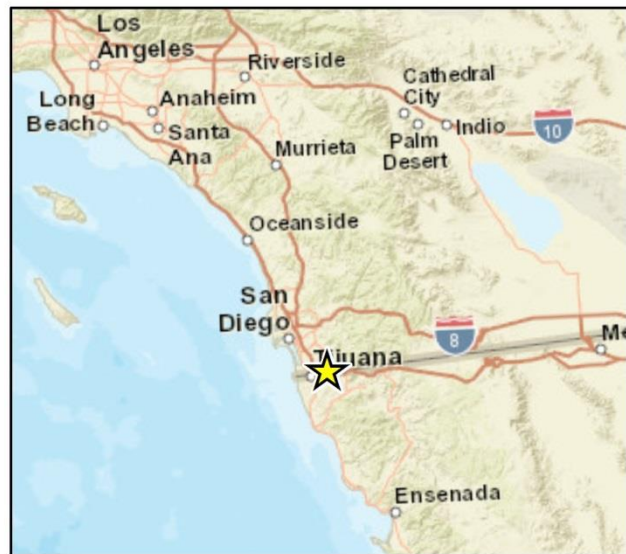 Los
Angeles
Riverside
Cathedral
City
Long
Beach
Anaheim
Santa
Ana
Palm
Desert
Indio
10
Murrieta
Oceanside
San
Diego
8
Tijuana
Me
Ensenada